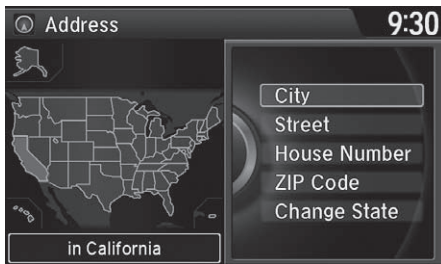 Address
9:30
City
Street
House Number
ZIP Code
Change State
in California